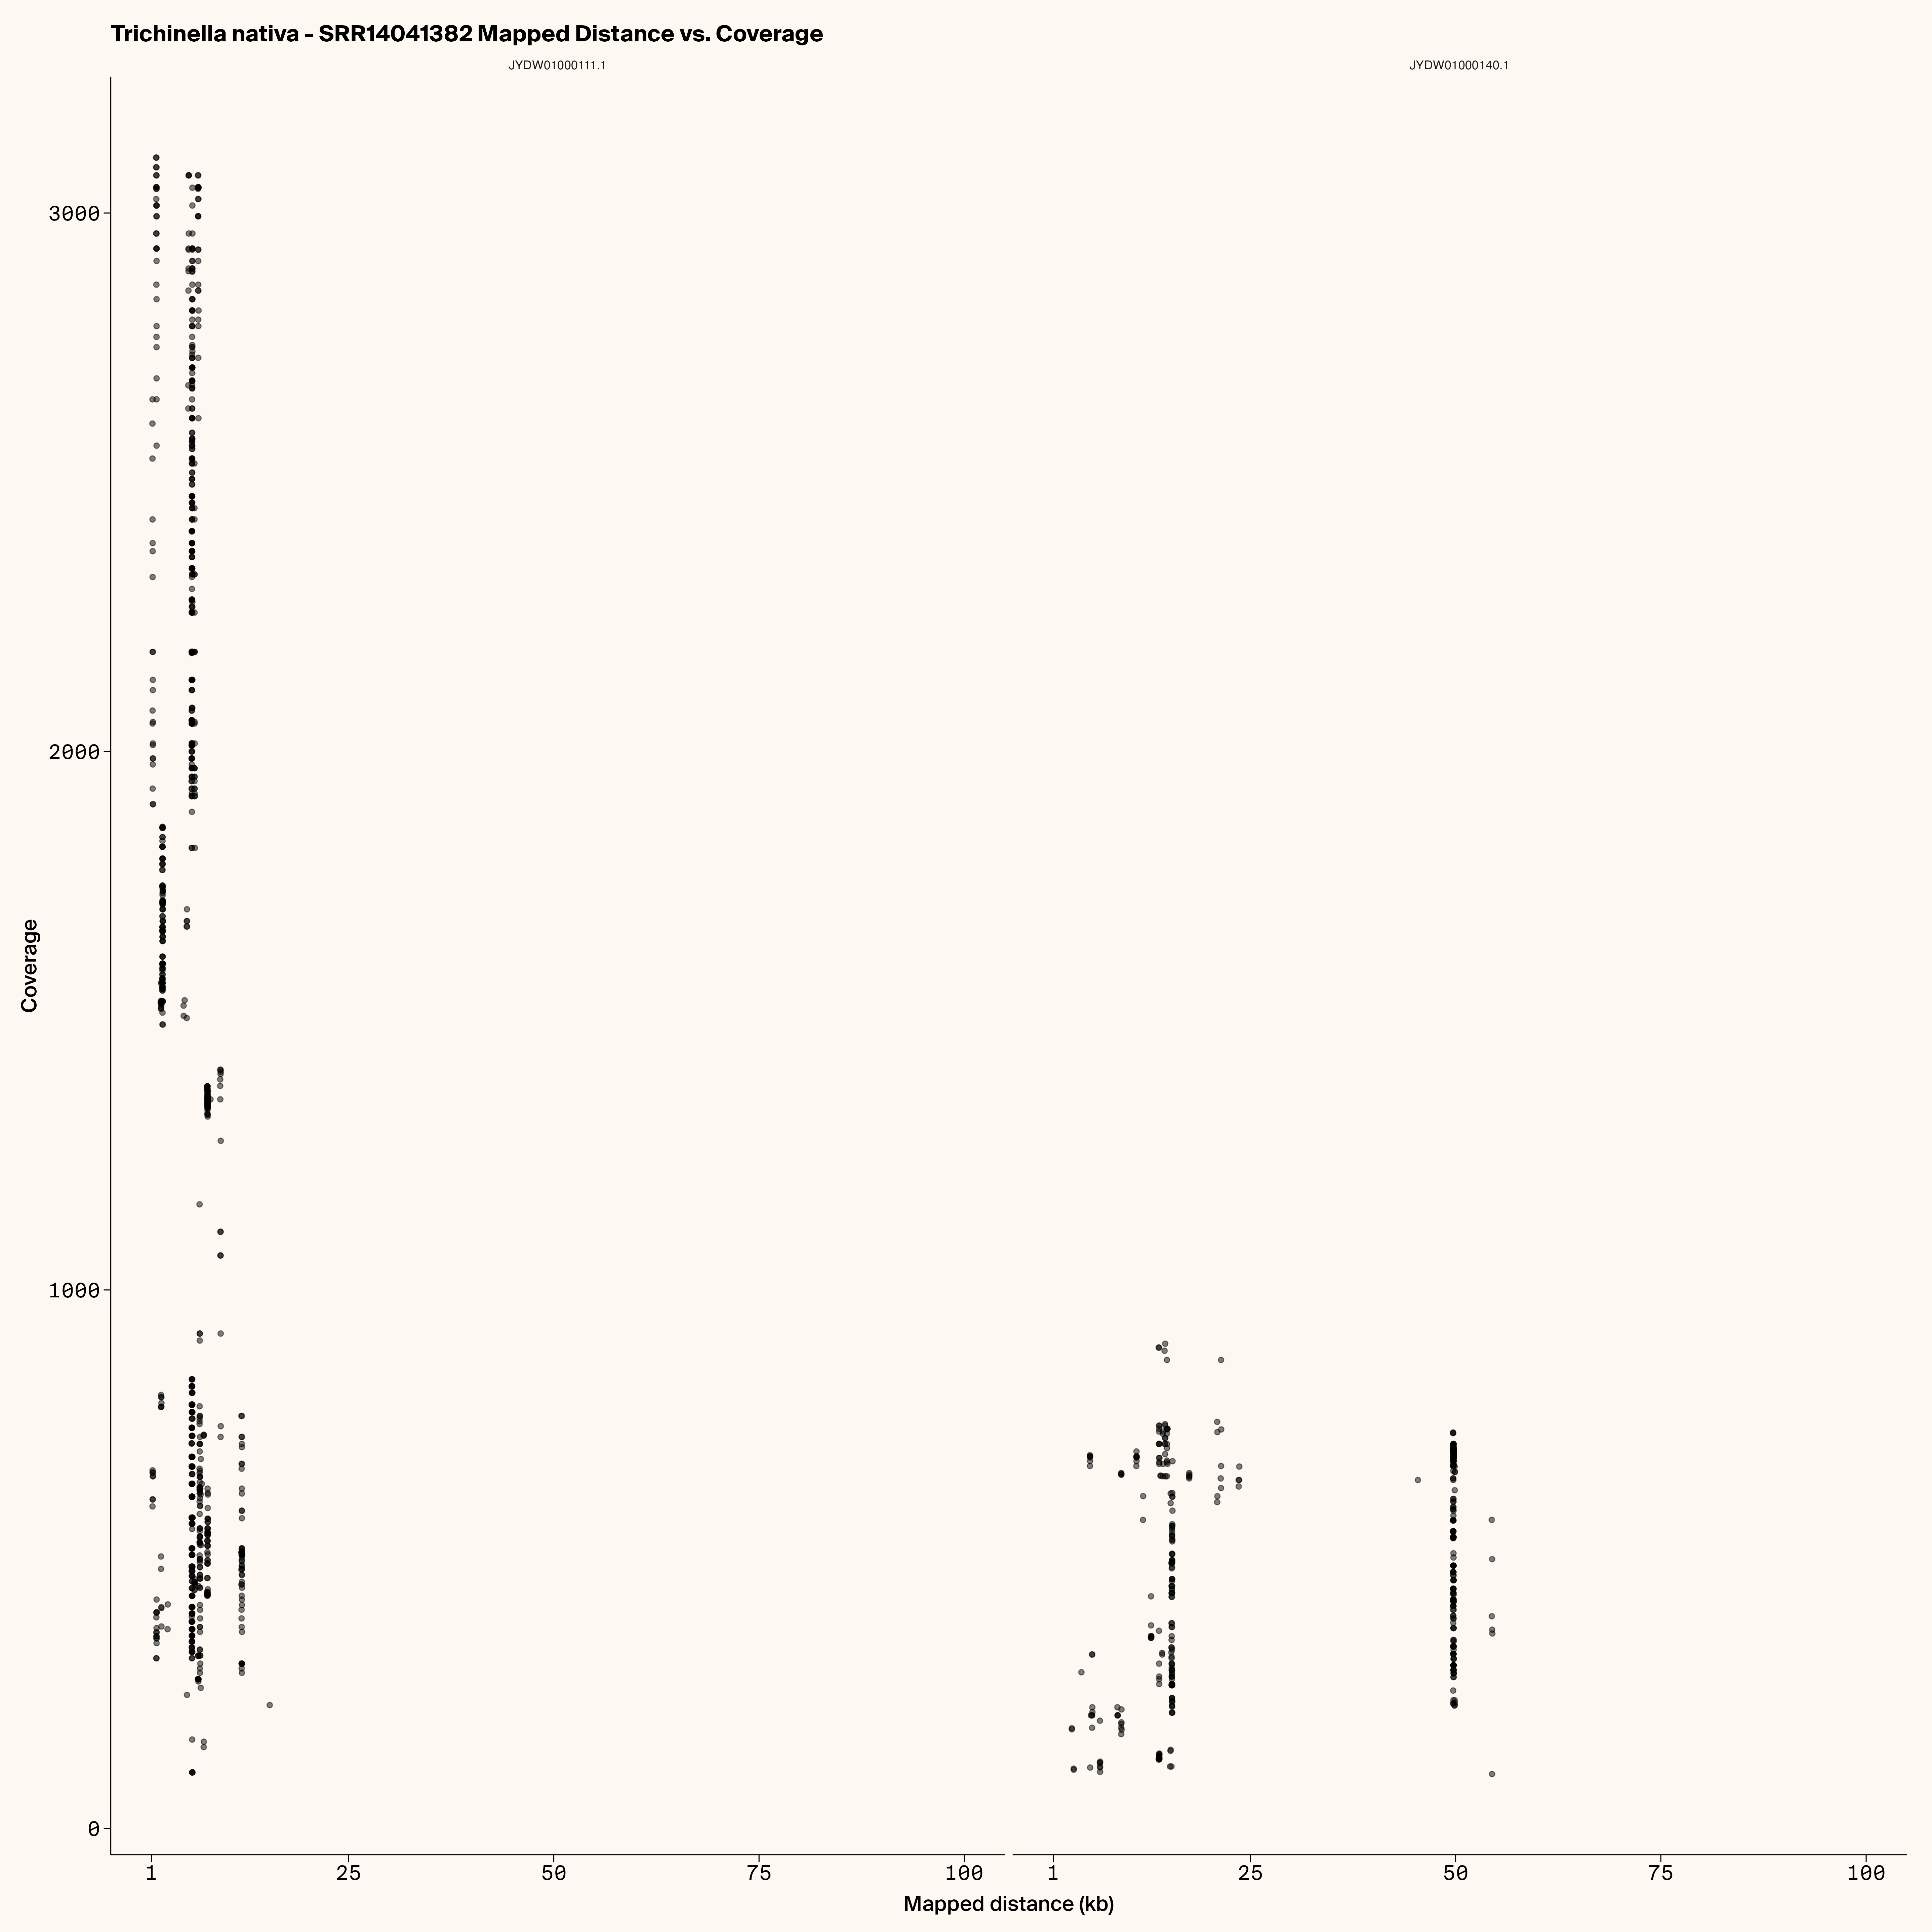 Trichinella nativa - SRR14041382 Mapped Distance vs. Coverage
JYDW01000111.1
JYDW01000140.1
3000
2000
1000
0
Coverage
1 25 50 75 100
1 25 50 75 100
Mapped distance (kb)